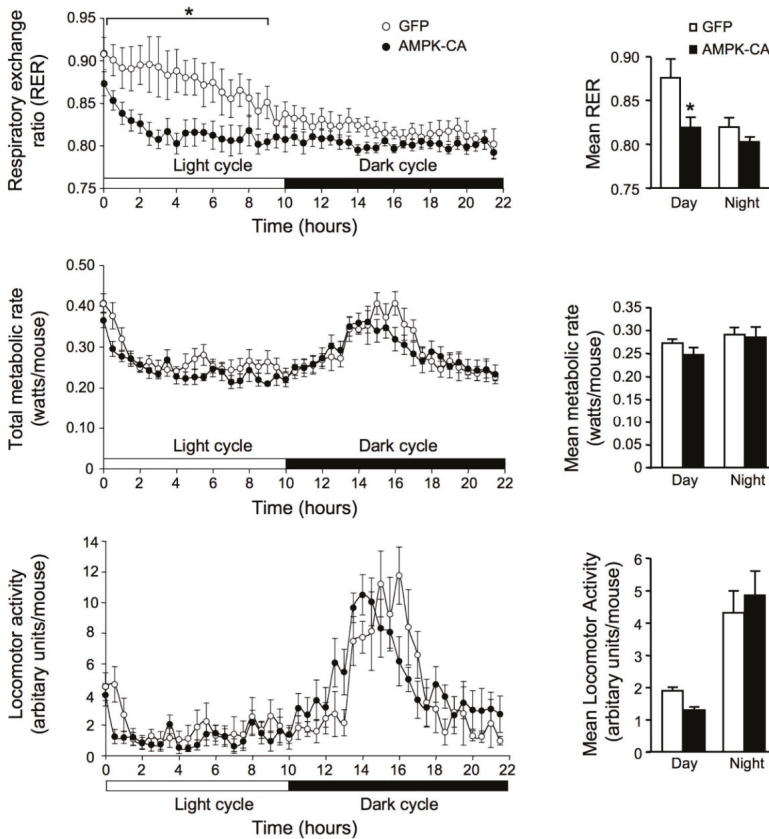 *
GFP
AMPK-CA
Respiratory exchange
ratio (RER)
0.95
0.90
0.85
0.80
0.75
Light cycle
Dark cycle
0 2 4 6 8 10 12 14 16 18 20 22
Time (hours)
GFP
AMPK-CA
Mean RER
0.90
0.85
0.80
0.75
*
Day Night
Total metabolic rate
(watts/mouse)
0.50
0.40
0.30
0.20
0.10
0
Light cycle
Dark cycle
0 2 4 6 8 10 12 14 16 18 20 22
Time (hours)
Mean metabolic rate
(watts/mouse)
0.35
0.30
0.25
0.20
0.15
0.10
0.05
0
Day Night
Locomotor activity
(arbitary units/mouse)
14
12
10
8
6
4
2
0
0 2 4 6 8 10 12 14 16 18 20 22
Light cycle
Dark cycle
Time (hours)
Mean Locomotor Activity
(arbitary units/mouse)
6
5
4
3
2
1
0
Day Night